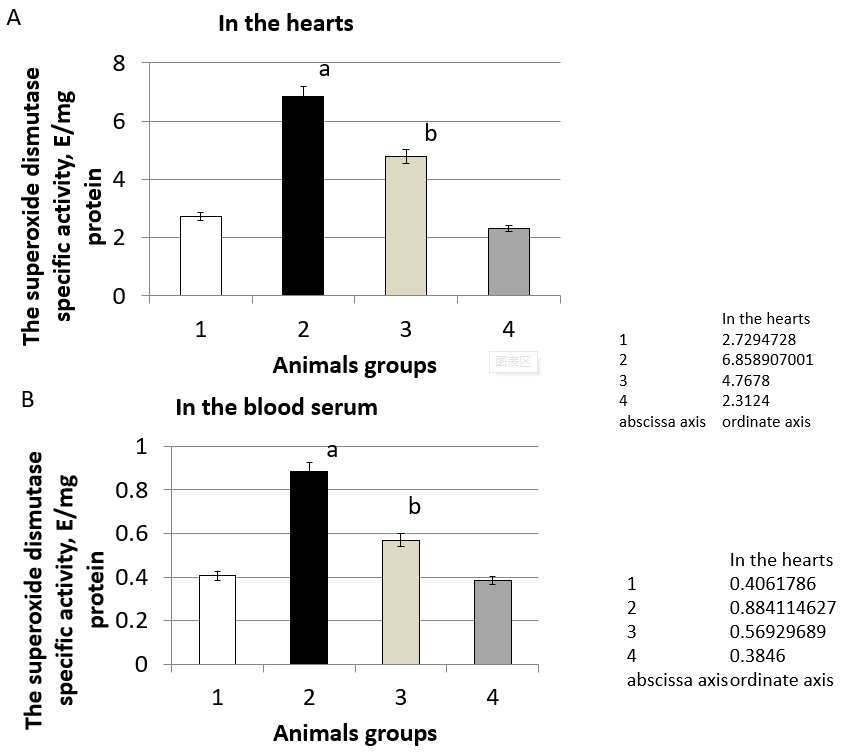 A
In the hearts
The superoxide dismutase
specific activity, E/mg
protein
8
6
4
2
0
a
b
1 2 3 4
Animals groups
图表区
In the hearts
1 2.7294728
2 6.858907001
3 4.7678
4 2.3124
abscissa axis ordinate axis
B
In the blood serum
The superoxide dismutase
specific activity, E/mg
protein
1
0.8
0.6
0.4
0.2
0
a
b
1 2 3 4
Animals groups
In the hearts
1 0.4061786
2 0.884114627
3 0.56929689
4 0.3846
abscissa axis ordinate axis